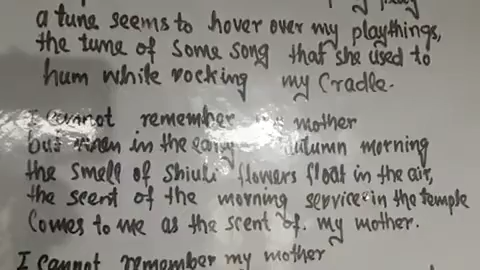 a tune seems to hover over my playthings,
the tune of some song that she used to
hum while rocking my Cradle.
I cannot remember my mother
but when in the early autumn morning
the smell of Shiuli flowers float in the air,
the scent of the morning service in the temple
Comes to me as the scent of. my mother.
I cannot remember my mother